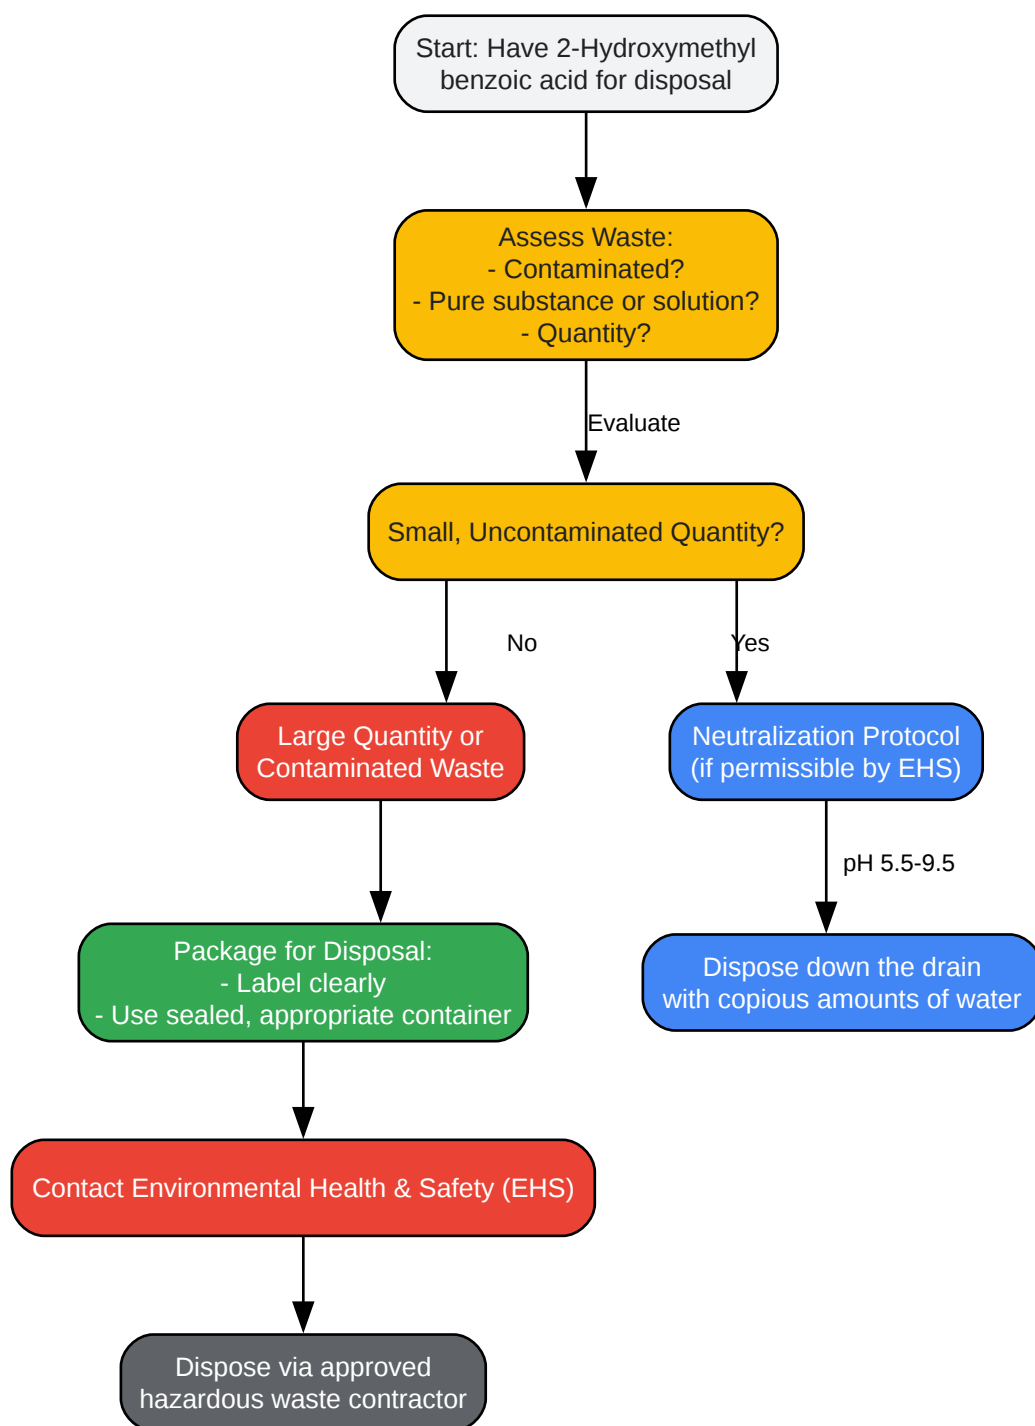 Start: Have 2-Hydroxymethyl
benzoic acid for disposal
Assess Waste:
- Contaminated?
- Pure substance or solution?
- Quantity?
Evaluate
Small, Uncontaminated Quantity?
No
Yes
Large Quantity or
Contaminated Waste
Neutralization Protocol
(if permissible by EHS)
pH 5.5-9.5
Package for Disposal:
- Label clearly
- Use sealed, appropriate container
Dispose down the drain
with copious amounts of water
Contact Environmental Health & Safety (EHS)
Dispose via approved
hazardous waste contractor